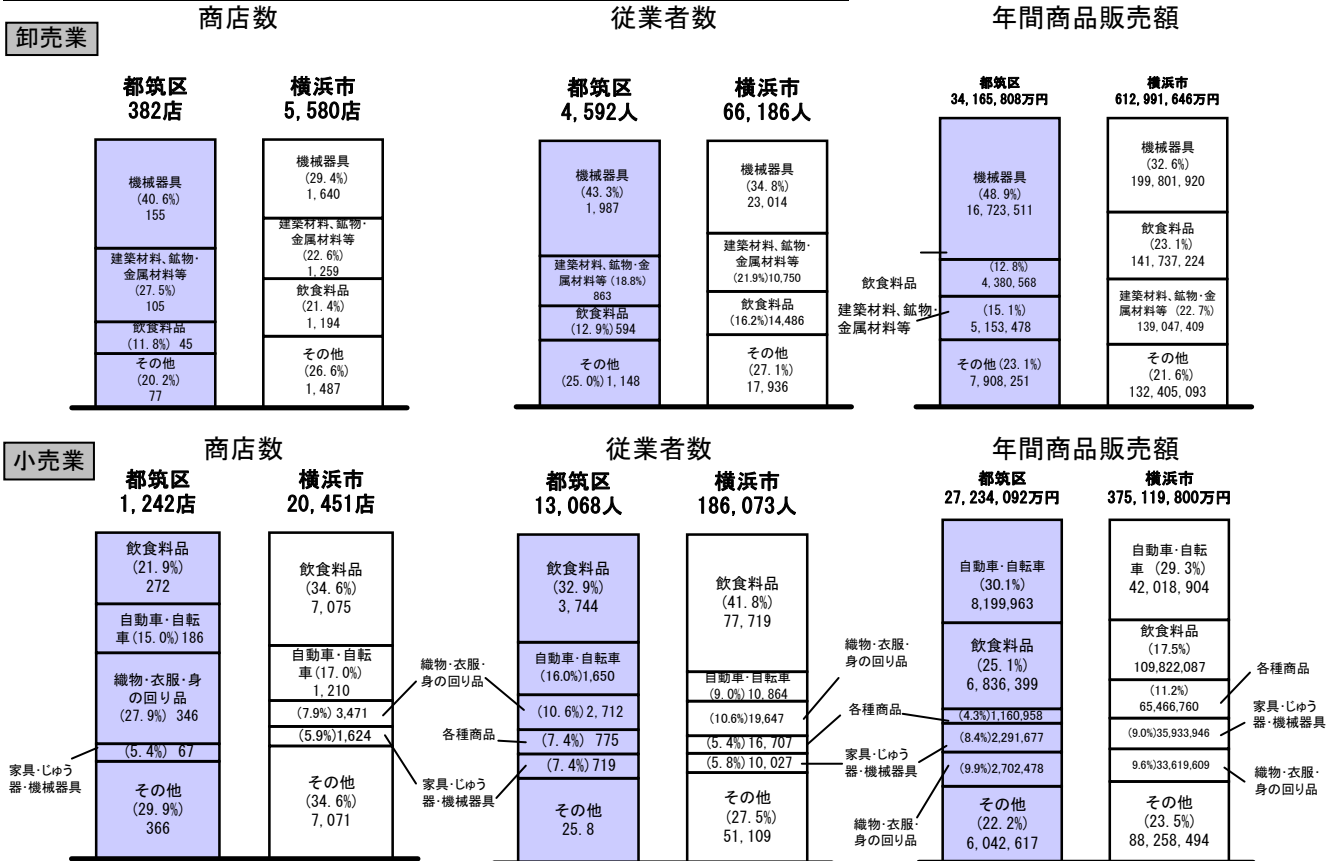 商店数
従業者数
年間商品販売額
卸売業
都筑区
382店
機械器具
(40.6%)
155
建築材料、鉱物・
金属材料等
(27.5%)
105
飲食料品
(11.8%) 45
その他
(20.2%)
77
横浜市
5,580店
機械器具
(29.4%)
1,640
建築材料、鉱物・
金属材料等
(22.6%)
1,259
飲食料品
(21.4%)
1,194
その他
(26.6%)
1,487
都筑区
4,592人
機械器具
(43.3%)
1,987
建築材料、鉱物・金
属材料等 (18.8%)
863
飲食料品
(12.9%) 594
その他
(25.0%) 1,148
横浜市
66,186人
機械器具
(34.8%)
23,014
建築材料、鉱物・
金属材料等
(21.9%)10,750
飲食料品
(16.2%)14,486
その他
(27.1%)
17,936
都筑区
34,165,808万円
機械器具
(48.9%)
16,723,511
飲食料品
(12.8%)
4,380,568
建築材料、鉱物・
金属材料等
(15.1%)
5,153,478
その他 (23.1%)
7,908,251
横浜市
612,991,646万円
機械器具
(32.6%)
199,801,920
飲食料品
(23.1%)
141,737,224
建築材料、鉱物・金
属材料等 (22.7%)
139,047,409
その他
(21.6%)
132,405,093
小売業
商店数
従業者数
年間商品販売額
都筑区
1,242店
飲食料品
(21.9%)
272
自動車・自転
車(15.0%)186
織物・衣服・身
の回り品
(27.9%) 346
(5.4%) 67
家具・じゅう
器・機械器具
その他
(29.9%)
366
横浜市
20,451店
飲食料品
(34.6%)
7,075
自動車・自転
車(17.0%)
1,210
(7.9%) 3,471
(5.9%)1,624
その他
(34.6%)
7,071
織物・衣服・
身の回り品
各種商品
家具・じゅう
器・機械器具
都筑区
13,068人
飲食料品
(32.9%)
3,744
自動車・自転車
(16.0%)1,650
(10.6%) 2,712
(7.4%) 775
(7.4%) 719
その他
25.8
横浜市
186,073人
飲食料品
(41.8%)
77,719
自動車・自転車
(9.0%) 10,864
(10.6%)19,647
(5.4%) 16,707
(5.8%) 10,027
その他
(27.5%)
51,109
織物・衣服・
身の回り品
各種商品
家具・じゅう
器・機械器具
織物・衣服・
身の回り品
都筑区
27,234,092万円
自動車・自転車
(30.1%)
8,199,963
飲食料品
(25.1%)
6,836,399
(4.3%)1,160,958
(8.4%)2,291,677
(9.9%)2,702,478
その他
(22.2%)
6,042,617
横浜市
375,119,800万円
自動車・自転
車 (29.3%)
42,018,904
飲食料品
(17.5%)
109,822,087
(11.2%)
65,466,760
(9.0%)35,933,946
9.6%)33,619,609
その他
(23.5%)
88,258,494
各種商品
家具・じゅう
器・機械器具
織物・衣服・
身の回り品